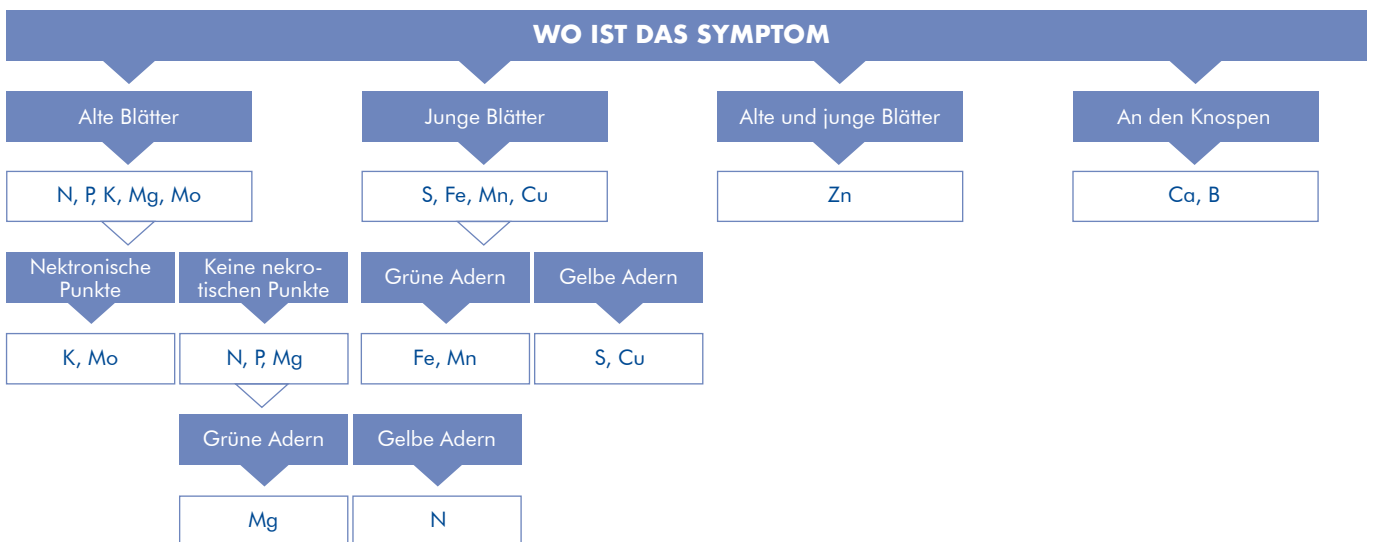 WO IST DAS SYMPTOM
Alte Blätter
Junge Blätter
Alte und junge Blätter
An den Knospen
N, P, K, Mg, Mo
S, Fe, Mn, Cu
Zn
Ca, B
Nektronische
Punkte
Keine nekro-
tischen Punkte
Grüne Adern
Gelbe Adern
K, Mo
N, P, Mg
Fe, Mn
S, Cu
Grüne Adern
Gelbe Adern
Mg
N